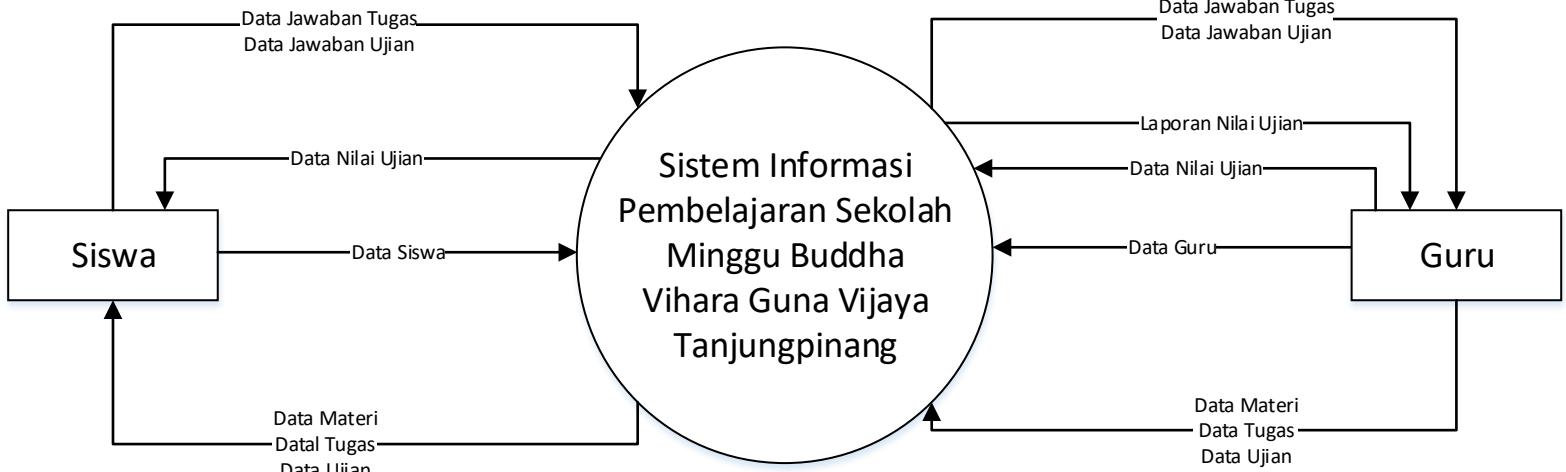 Data Jawaban Tugas
Data Jawaban Ujian
Data Jawaban Tugas
Data Jawaban Ujian
Laporan Nilai Ujian
Data Nilai Ujian
Data Nilai Ujian
Sistem Informasi
Pembelajaran Sekolah
Minggu Buddha
Vihara Guna Vijaya
Tanjungpinang
Siswa
Data Siswa
Data Guru
Guru
Data Materi
Datal Tugas
Data Ujian
Data Materi
Data Tugas
Data Ujian